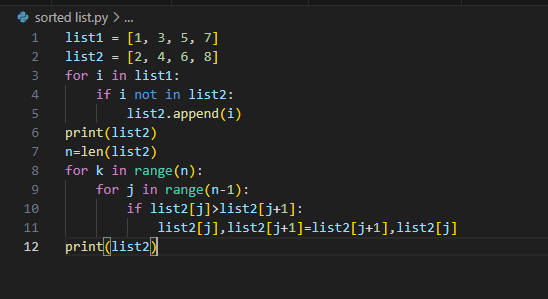 sorted list.py > ...
1 list1 = [1, 3, 5, 7]
2 list2 = [2, 4, 6, 8]
3 for i in list1:
4     if i not in list2:
5         list2.append(i)
6 print(list2)
7 n=len(list2)
8 for k in range(n):
9     for j in range(n-1):
10         if list2[j]>list2[j+1]:
11             list2[j],list2[j+1]=list2[j+1],list2[j]
12 print(list2)